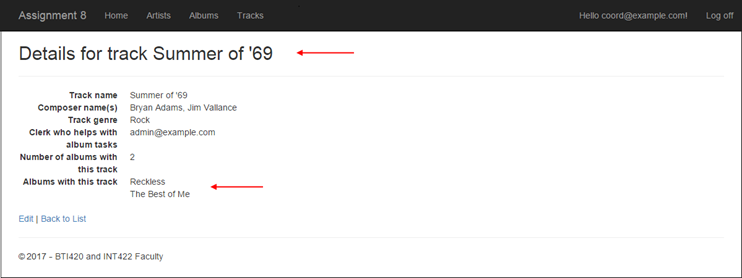 Assignment 8 Home Artists Albums Tracks Hello coord@example.com! Log off
Details for track Summer of '69
Track name Summer of '69
Composer name(s) Bryan Adams, Jim Vallance
Track genre Rock
Clerk who helps with admin@example.com
album tasks
Number of albums with 2
this track
Albums with this track Reckless
The Best of Me
Edit | Back to List
© 2017 - BTI420 and INT422 Faculty